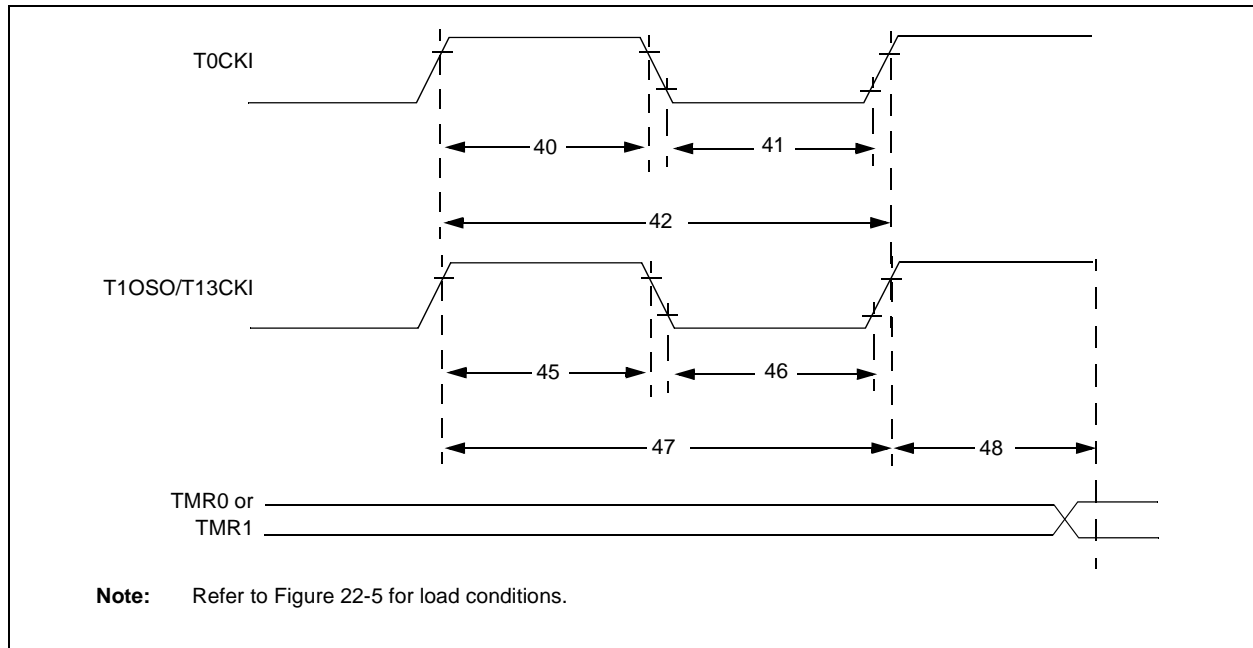 T0CKI
40
41
42
T1OSO/T13CKI
45
46
47
48
TMR0 or
TMR1
Note: Refer to Figure 22-5 for load conditions.